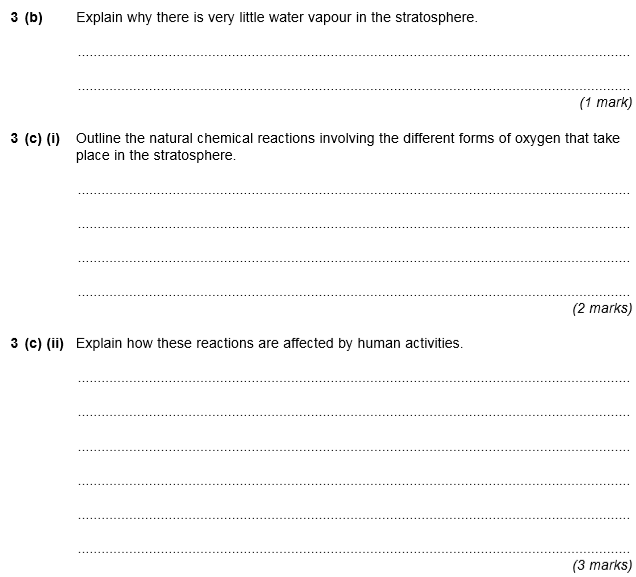 3 (b) Explain why there is very little water vapour in the stratosphere.
(1 mark)
3 (c) (i) Outline the natural chemical reactions involving the different forms of oxygen that take
place in the stratosphere.
(2 marks)
3 (c) (ii) Explain how these reactions are affected by human activities.
(3 marks)